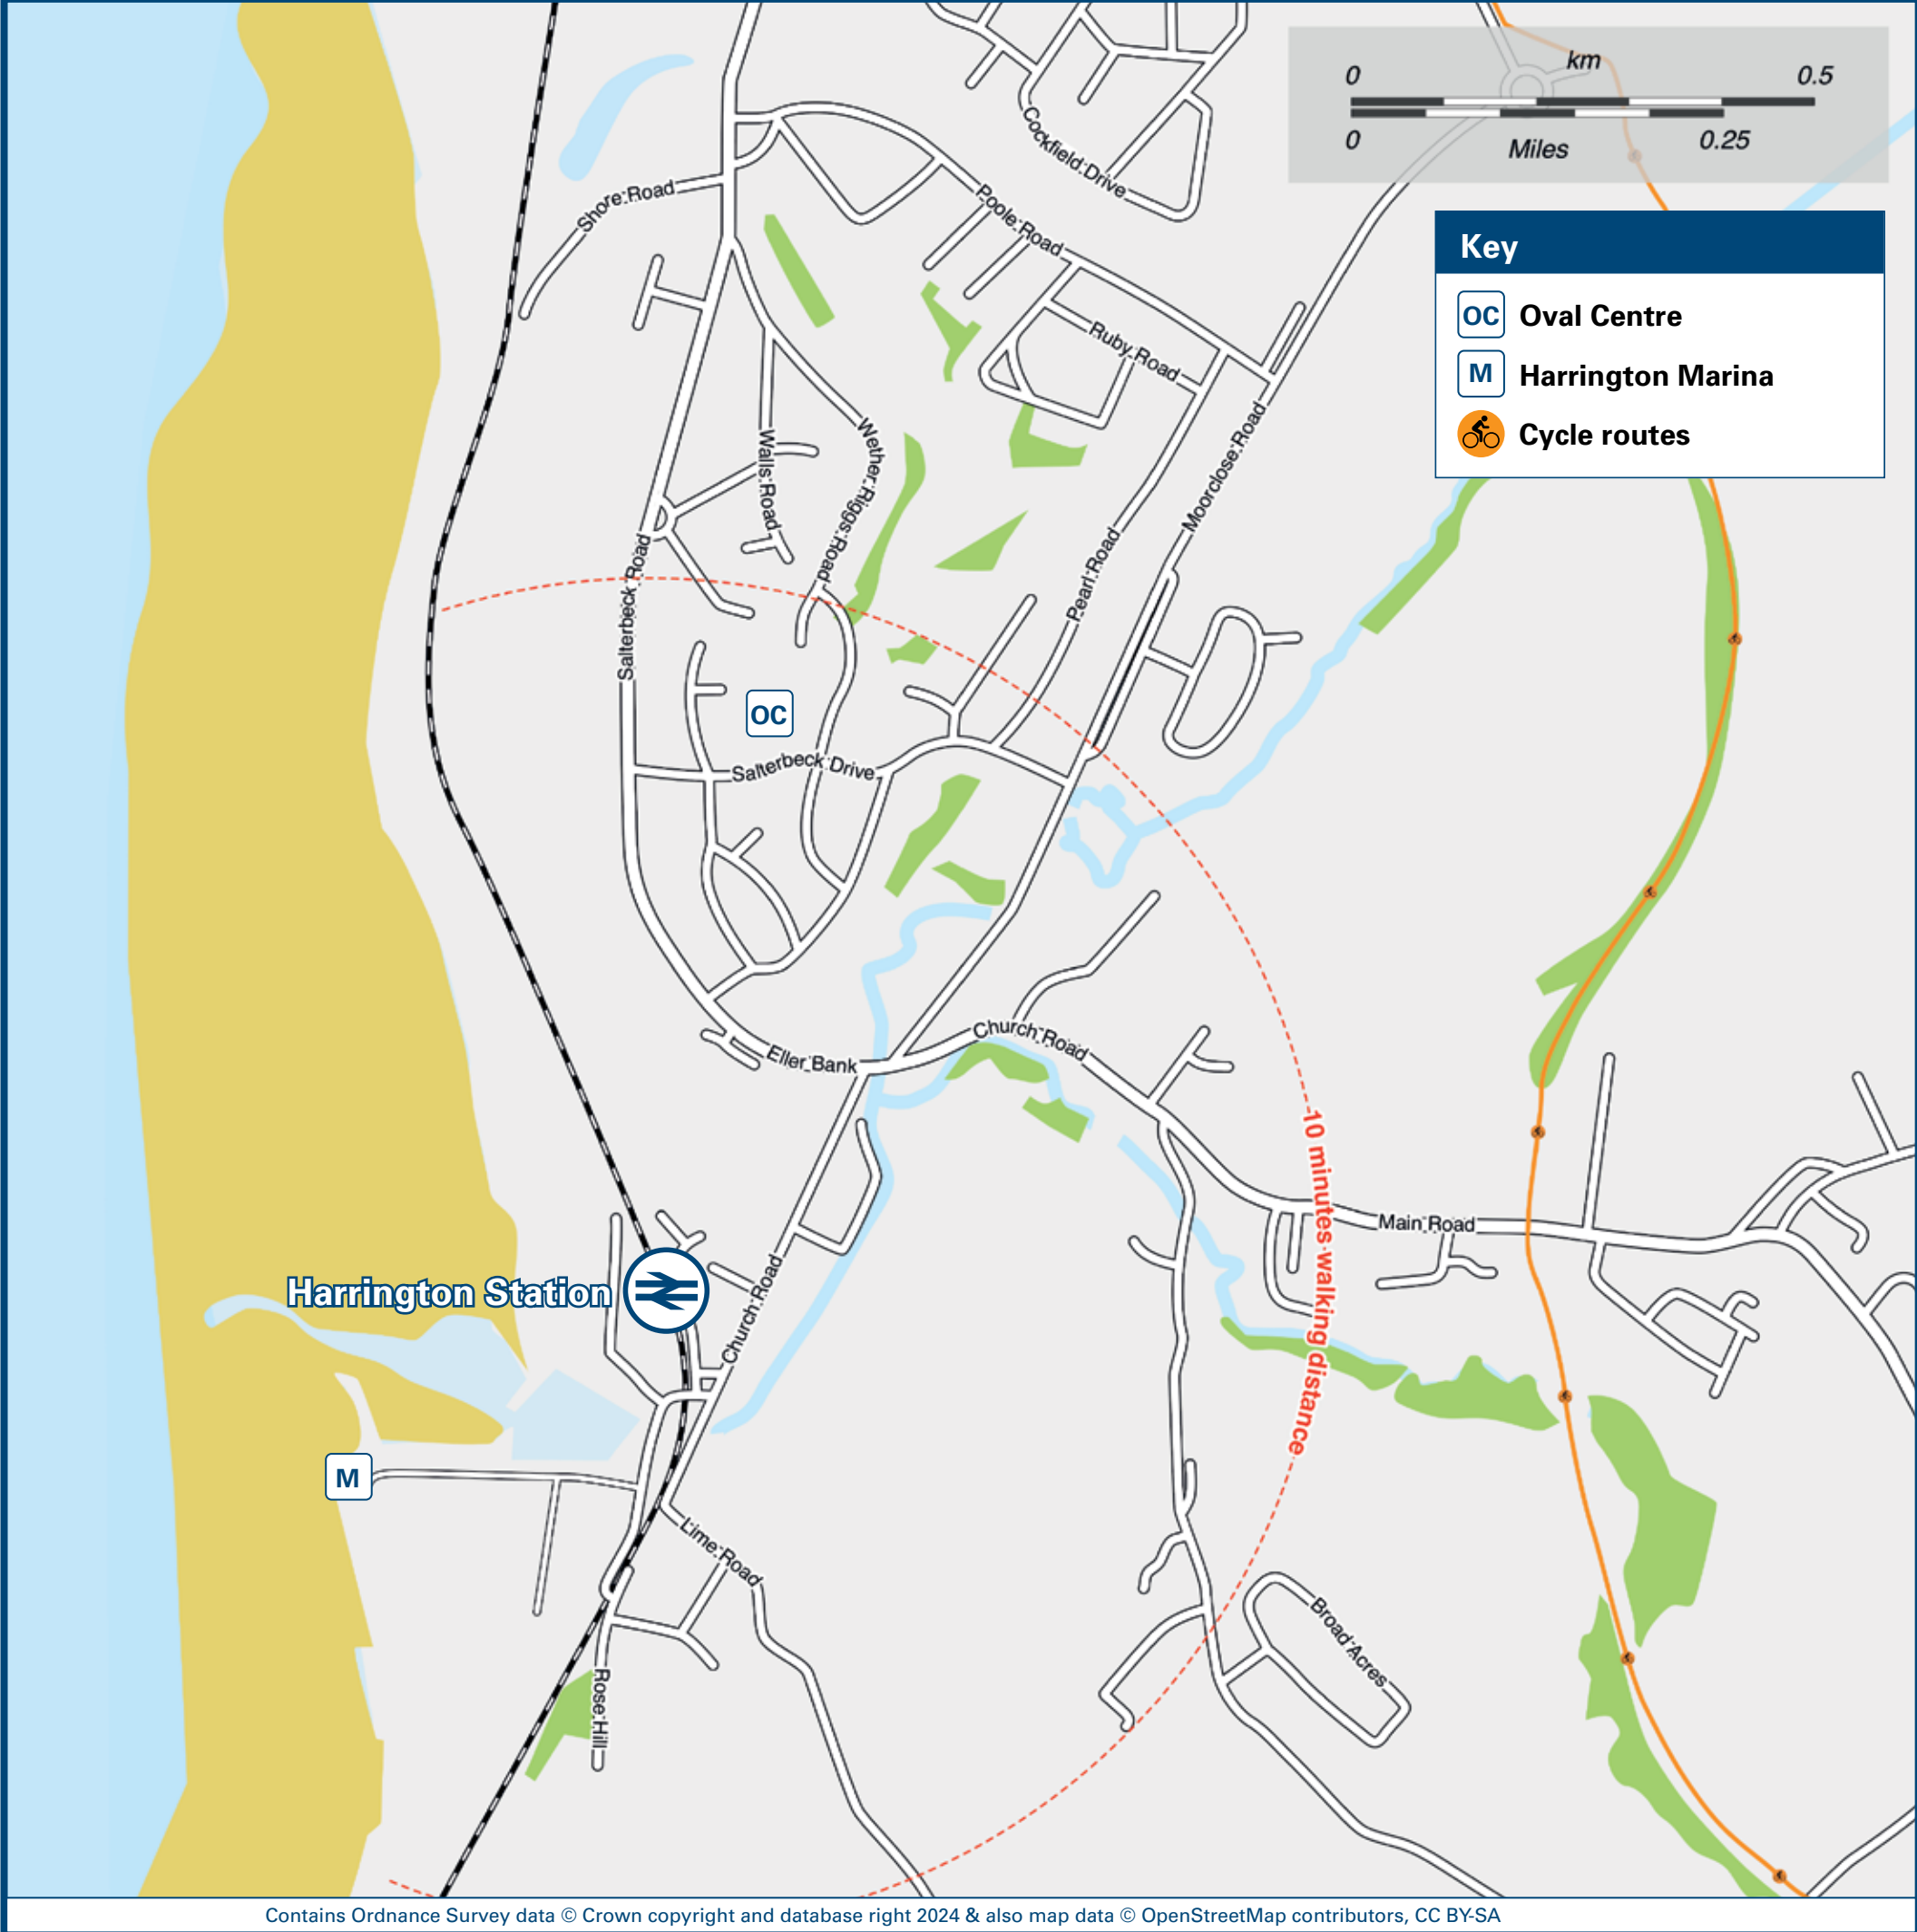 km
0 0.5
0 0.25
Miles
Key
OC Oval Centre
M Harrington Marina
Cycle routes
Cockfield Drive
Shore Road
Poole Road
Ruby Road
Moorclose Road
Wether Riggs Road
Walls Road
Pearl Road
Salterbeck Road
OC
Salterbeck Drive
Church Road
Eller Bank
10 minutes walking distance
Main Road
Harrington Station
Church Road
M
Lime Road
Broad Acres
Rose Hill
Contains Ordnance Survey data © Crown copyright and database right 2024 & also map data © OpenStreetMap contributors, CC BY-SA